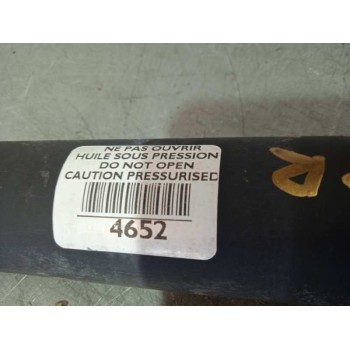 NE PAS OUVRIR
HUILE SOUS PRESSION
DO NOT OPEN
CAUTION PRESSURISED
4652